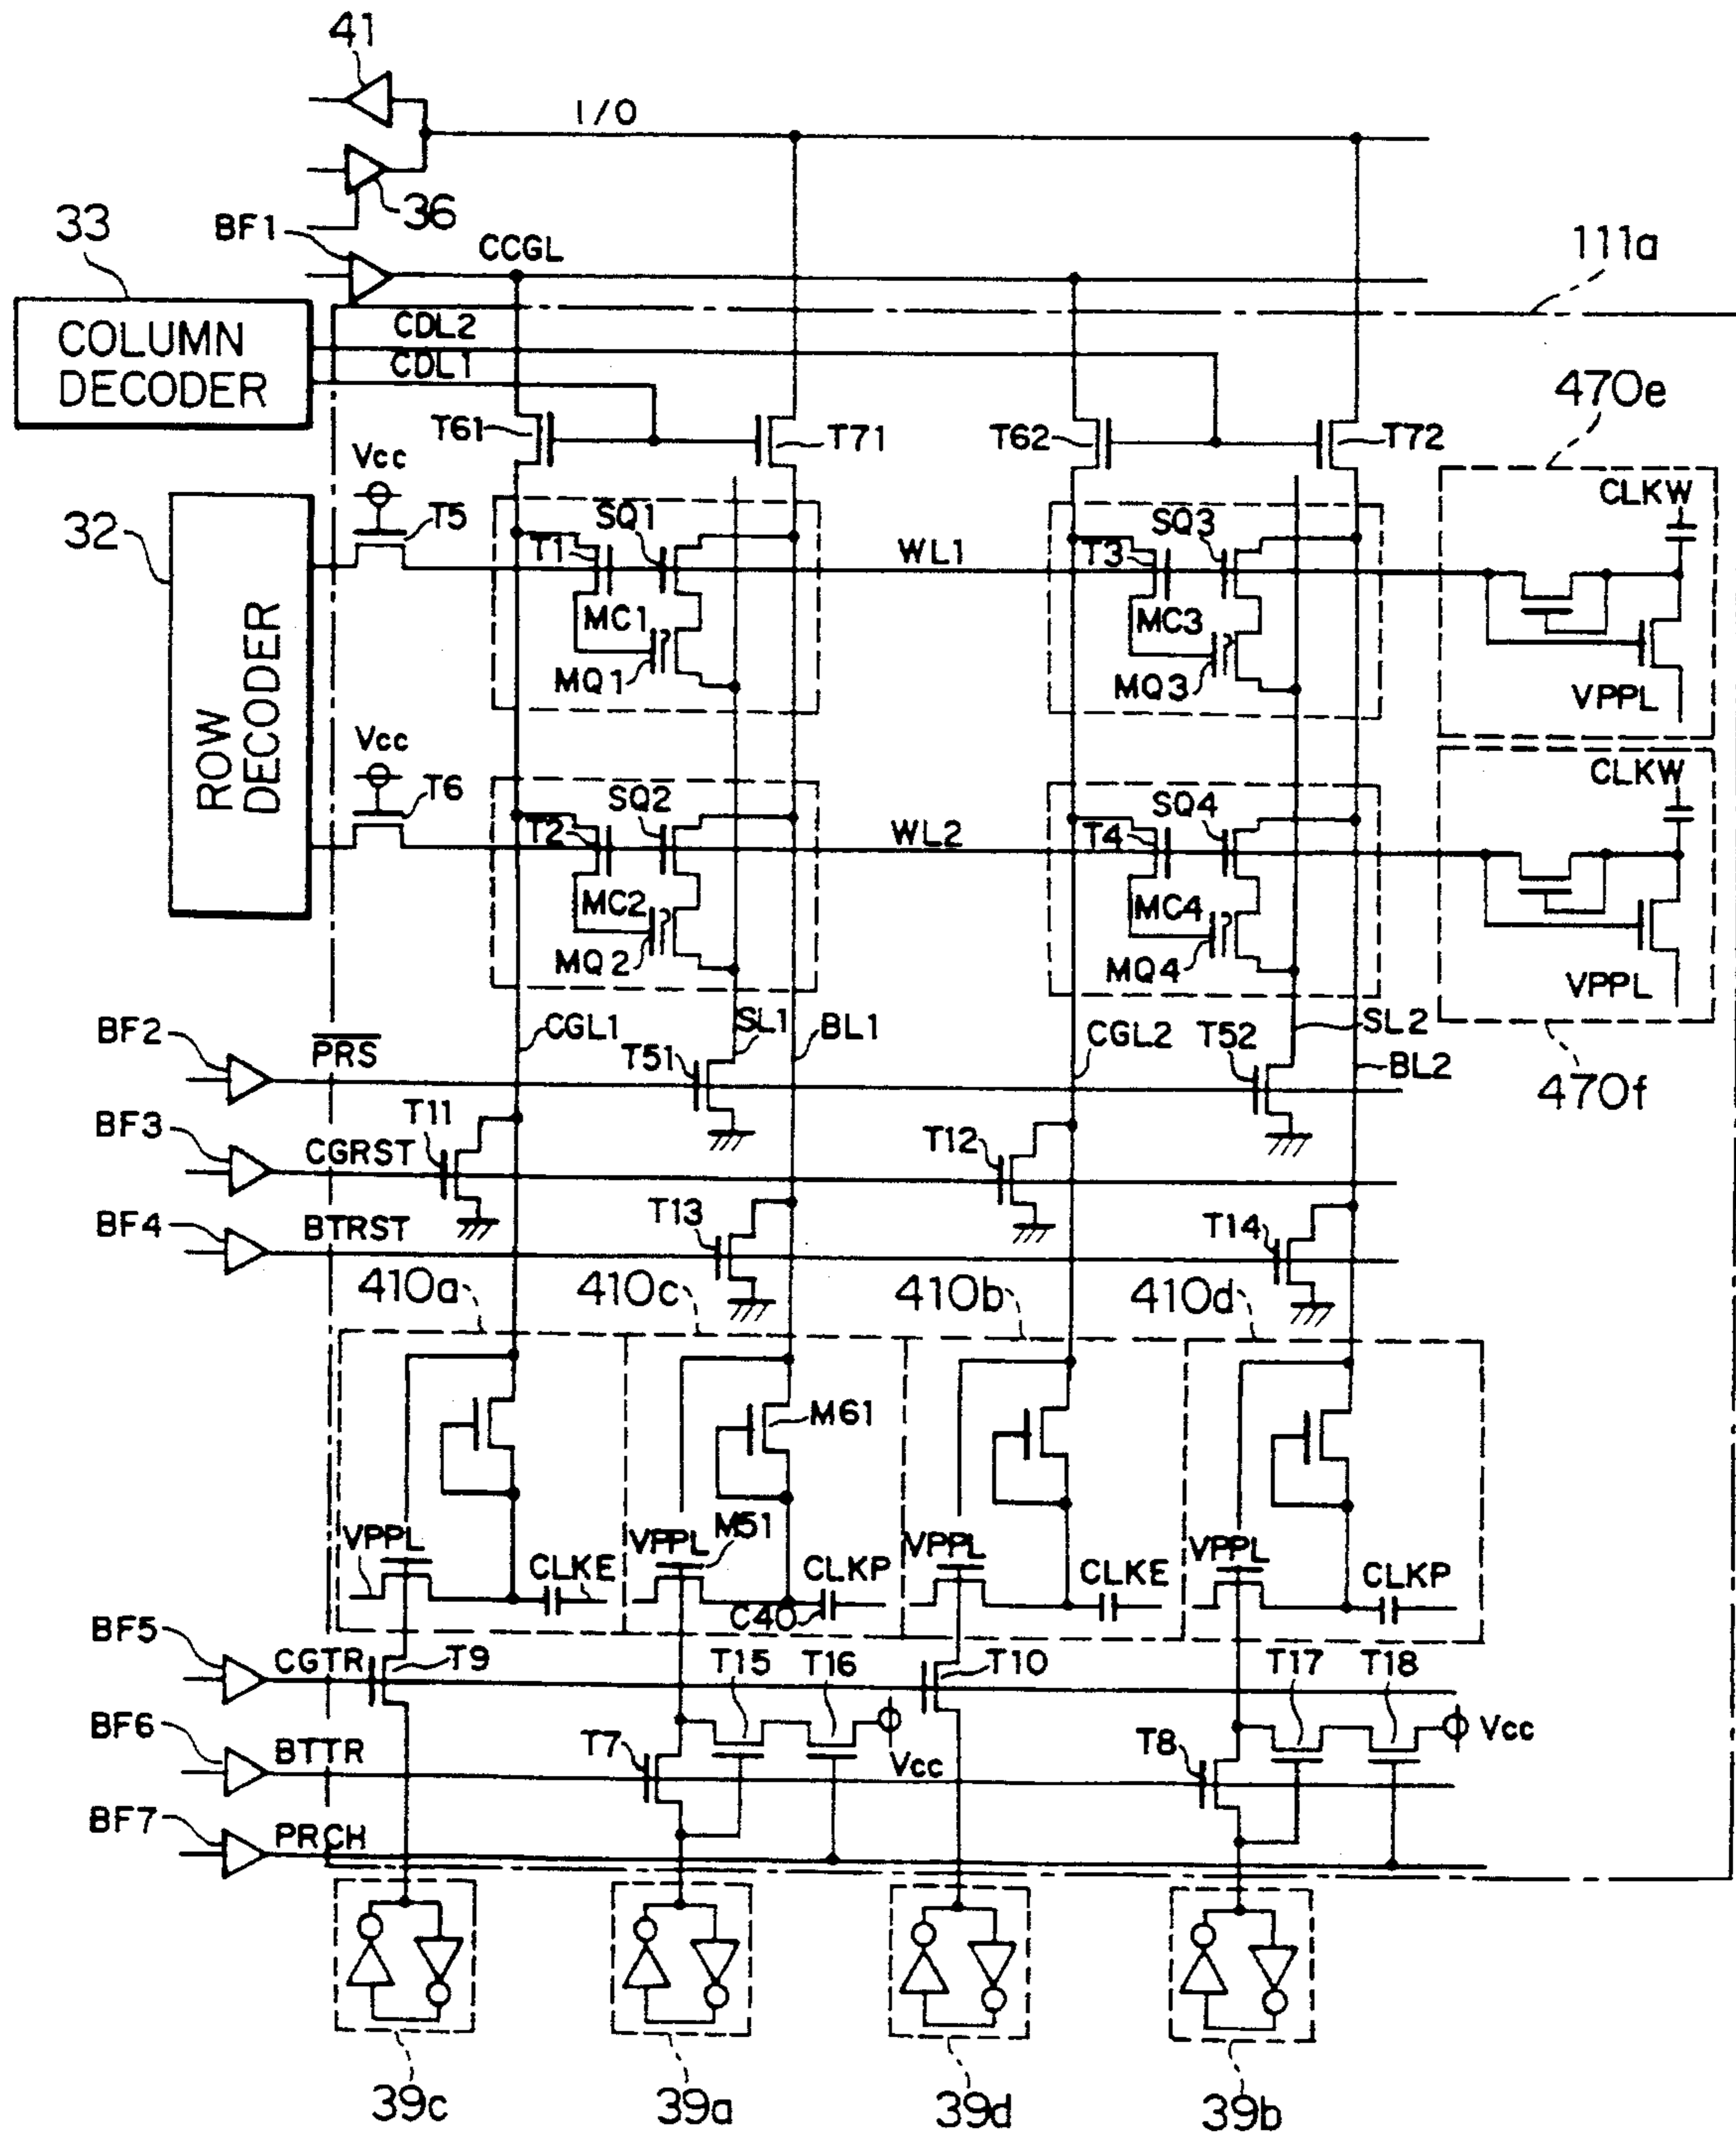 41
I/O
36
33
BF1
CCGL
111a
COLUMN
DECODER
CDL2
CDL1
470e
T61
T71
T62
T72
Vcc
CLKW
32
T5
SQ1
SQ3
T1
WL1
T3
MC1
MC3
MQ1
MQ3
VPPL
ROW
DECODER
Vcc
CLKW
T6
SQ2
SQ4
T2
WL2
T4
MC2
MC4
MQ2
MQ4
VPPL
BF2
PRS
CGL1
SL1
BL1
CGL2
SL2
T51
T52
BL2
470f
BF3
CGRST
T11
T12
BF4
BTRST
T13
T14
410a
410c
410b
410d
M61
VPPL
VPPL
M51
VPPL
VPPL
CLKE
CLKP
CLKE
CLKP
C40
BF5
CGTR
T9
T15
T16
T10
T17
T18
BF6
BTTR
T7
Vcc
T8
Vcc
BF7
PRCH
39c
39a
39d
39b